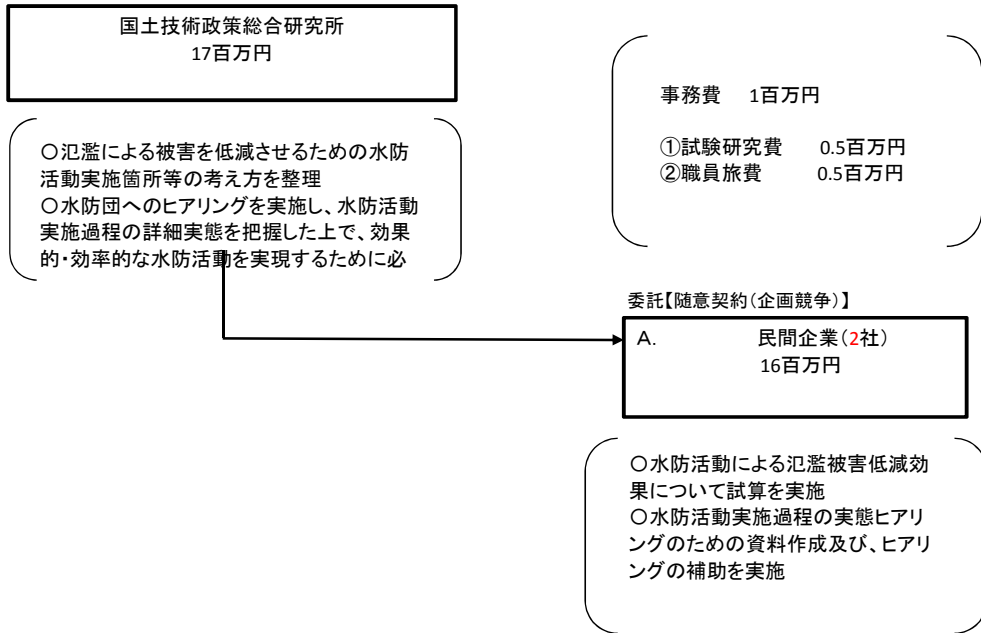 国土技術政策総合研究所
17百万円
〇氾濫による被害を低減させるための水防
活動実施箇所等の考え方を整理
〇水防団へのヒアリングを実施し、水防活動
実施過程の詳細実態を把握した上で、効果
的・効率的な水防活動を実現するために必
事務費 1百万円
①試験研究費 0.5百万円
②職員旅費 0.5百万円
委託【随意契約(企画競争)】
A. 民間企業(2社)
16百万円
〇水防活動による氾濫被害低減効
果について試算を実施
〇水防活動実施過程の実態ヒアリ
ングのための資料作成及び、ヒアリ
ングの補助を実施